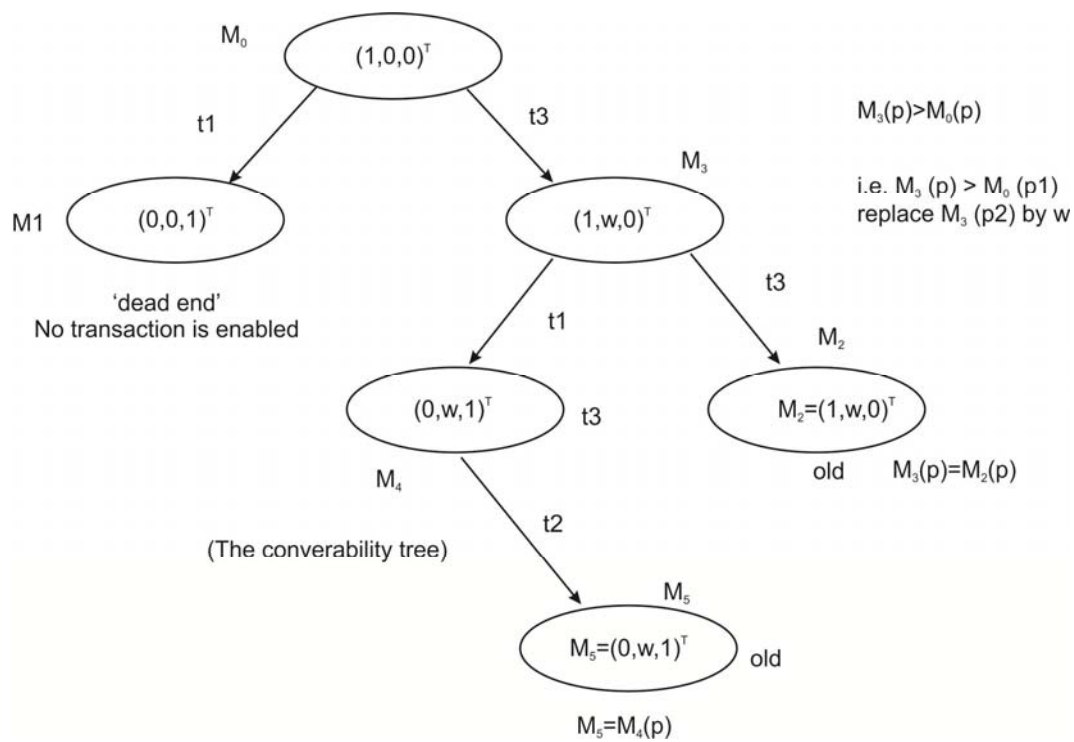 M₀
(1,0,0)ᵀ
t1
t3
M₃(p)>M₀(p)
M₃
i.e. M₃ (p) > M₀ (p1)
replace M₃ (p2) by w
M1
(0,0,1)ᵀ
(1,w,0)ᵀ
‘dead end’
No transaction is enabled
t1
t3
M₂
(0,w,1)ᵀ
t3
M₂=(1,w,0)ᵀ
M₄
old
M₃(p)=M₂(p)
t2
(The converability tree)
M₅
M₅=(0,w,1)ᵀ
old
M₅=M₄(p)